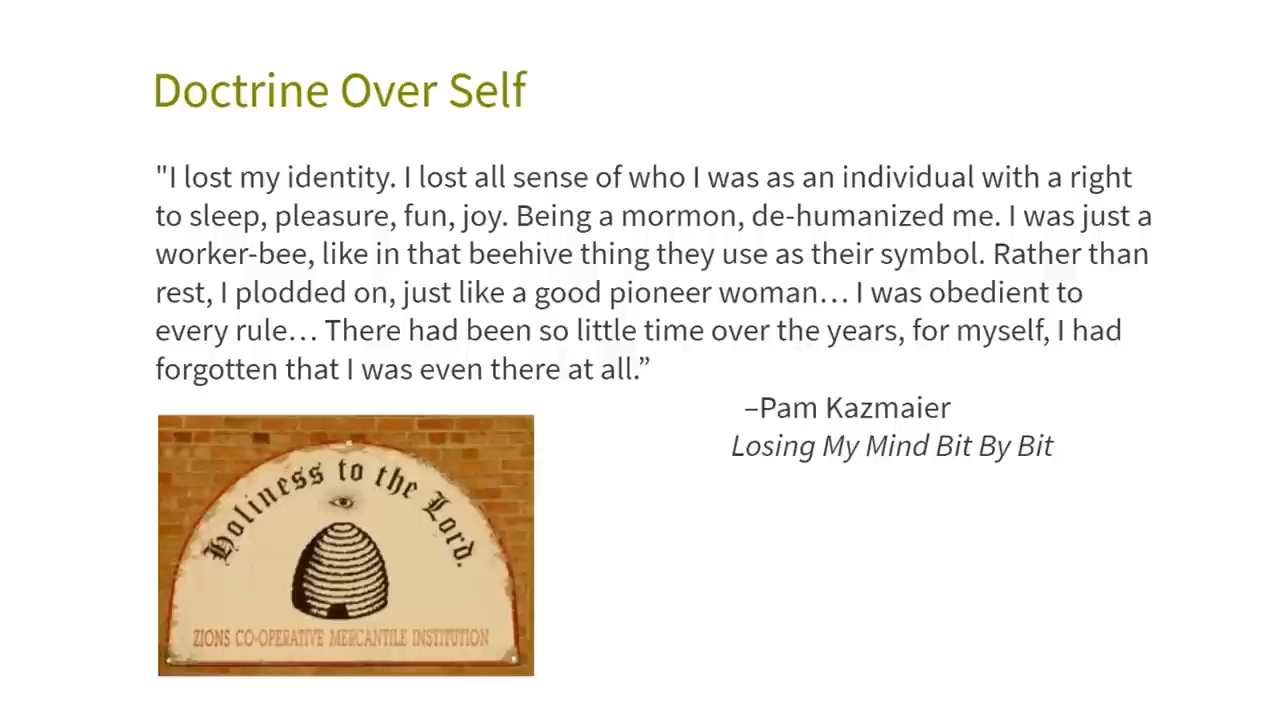 Doctrine Over Self
"I lost my identity. I lost all sense of who I was as an individual with a right
to sleep, pleasure, fun, joy. Being a mormon, de-humanized me. I was just a
worker-bee, like in that beehive thing they use as their symbol. Rather than
rest, I plodded on, just like a good pioneer woman… I was obedient to
every rule… There had been so little time over the years, for myself, I had
forgotten that I was even there at all.”
–Pam Kazmaier
Losing My Mind Bit By Bit
Holiness to the Lord.
ZIONS CO-OPERATIVE MERCANTILE INSTITUTION